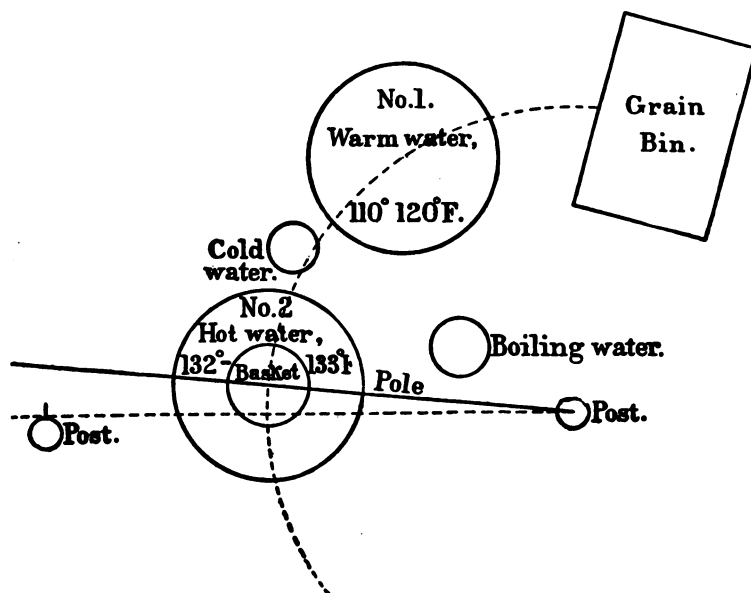 No.1.
Warm water,
110° 120°F.
Grain
Bin.
Cold
water.
No.2
Hot water,
132°-
133°f
Basket
Boiling water.
Pole
Post.
Post.